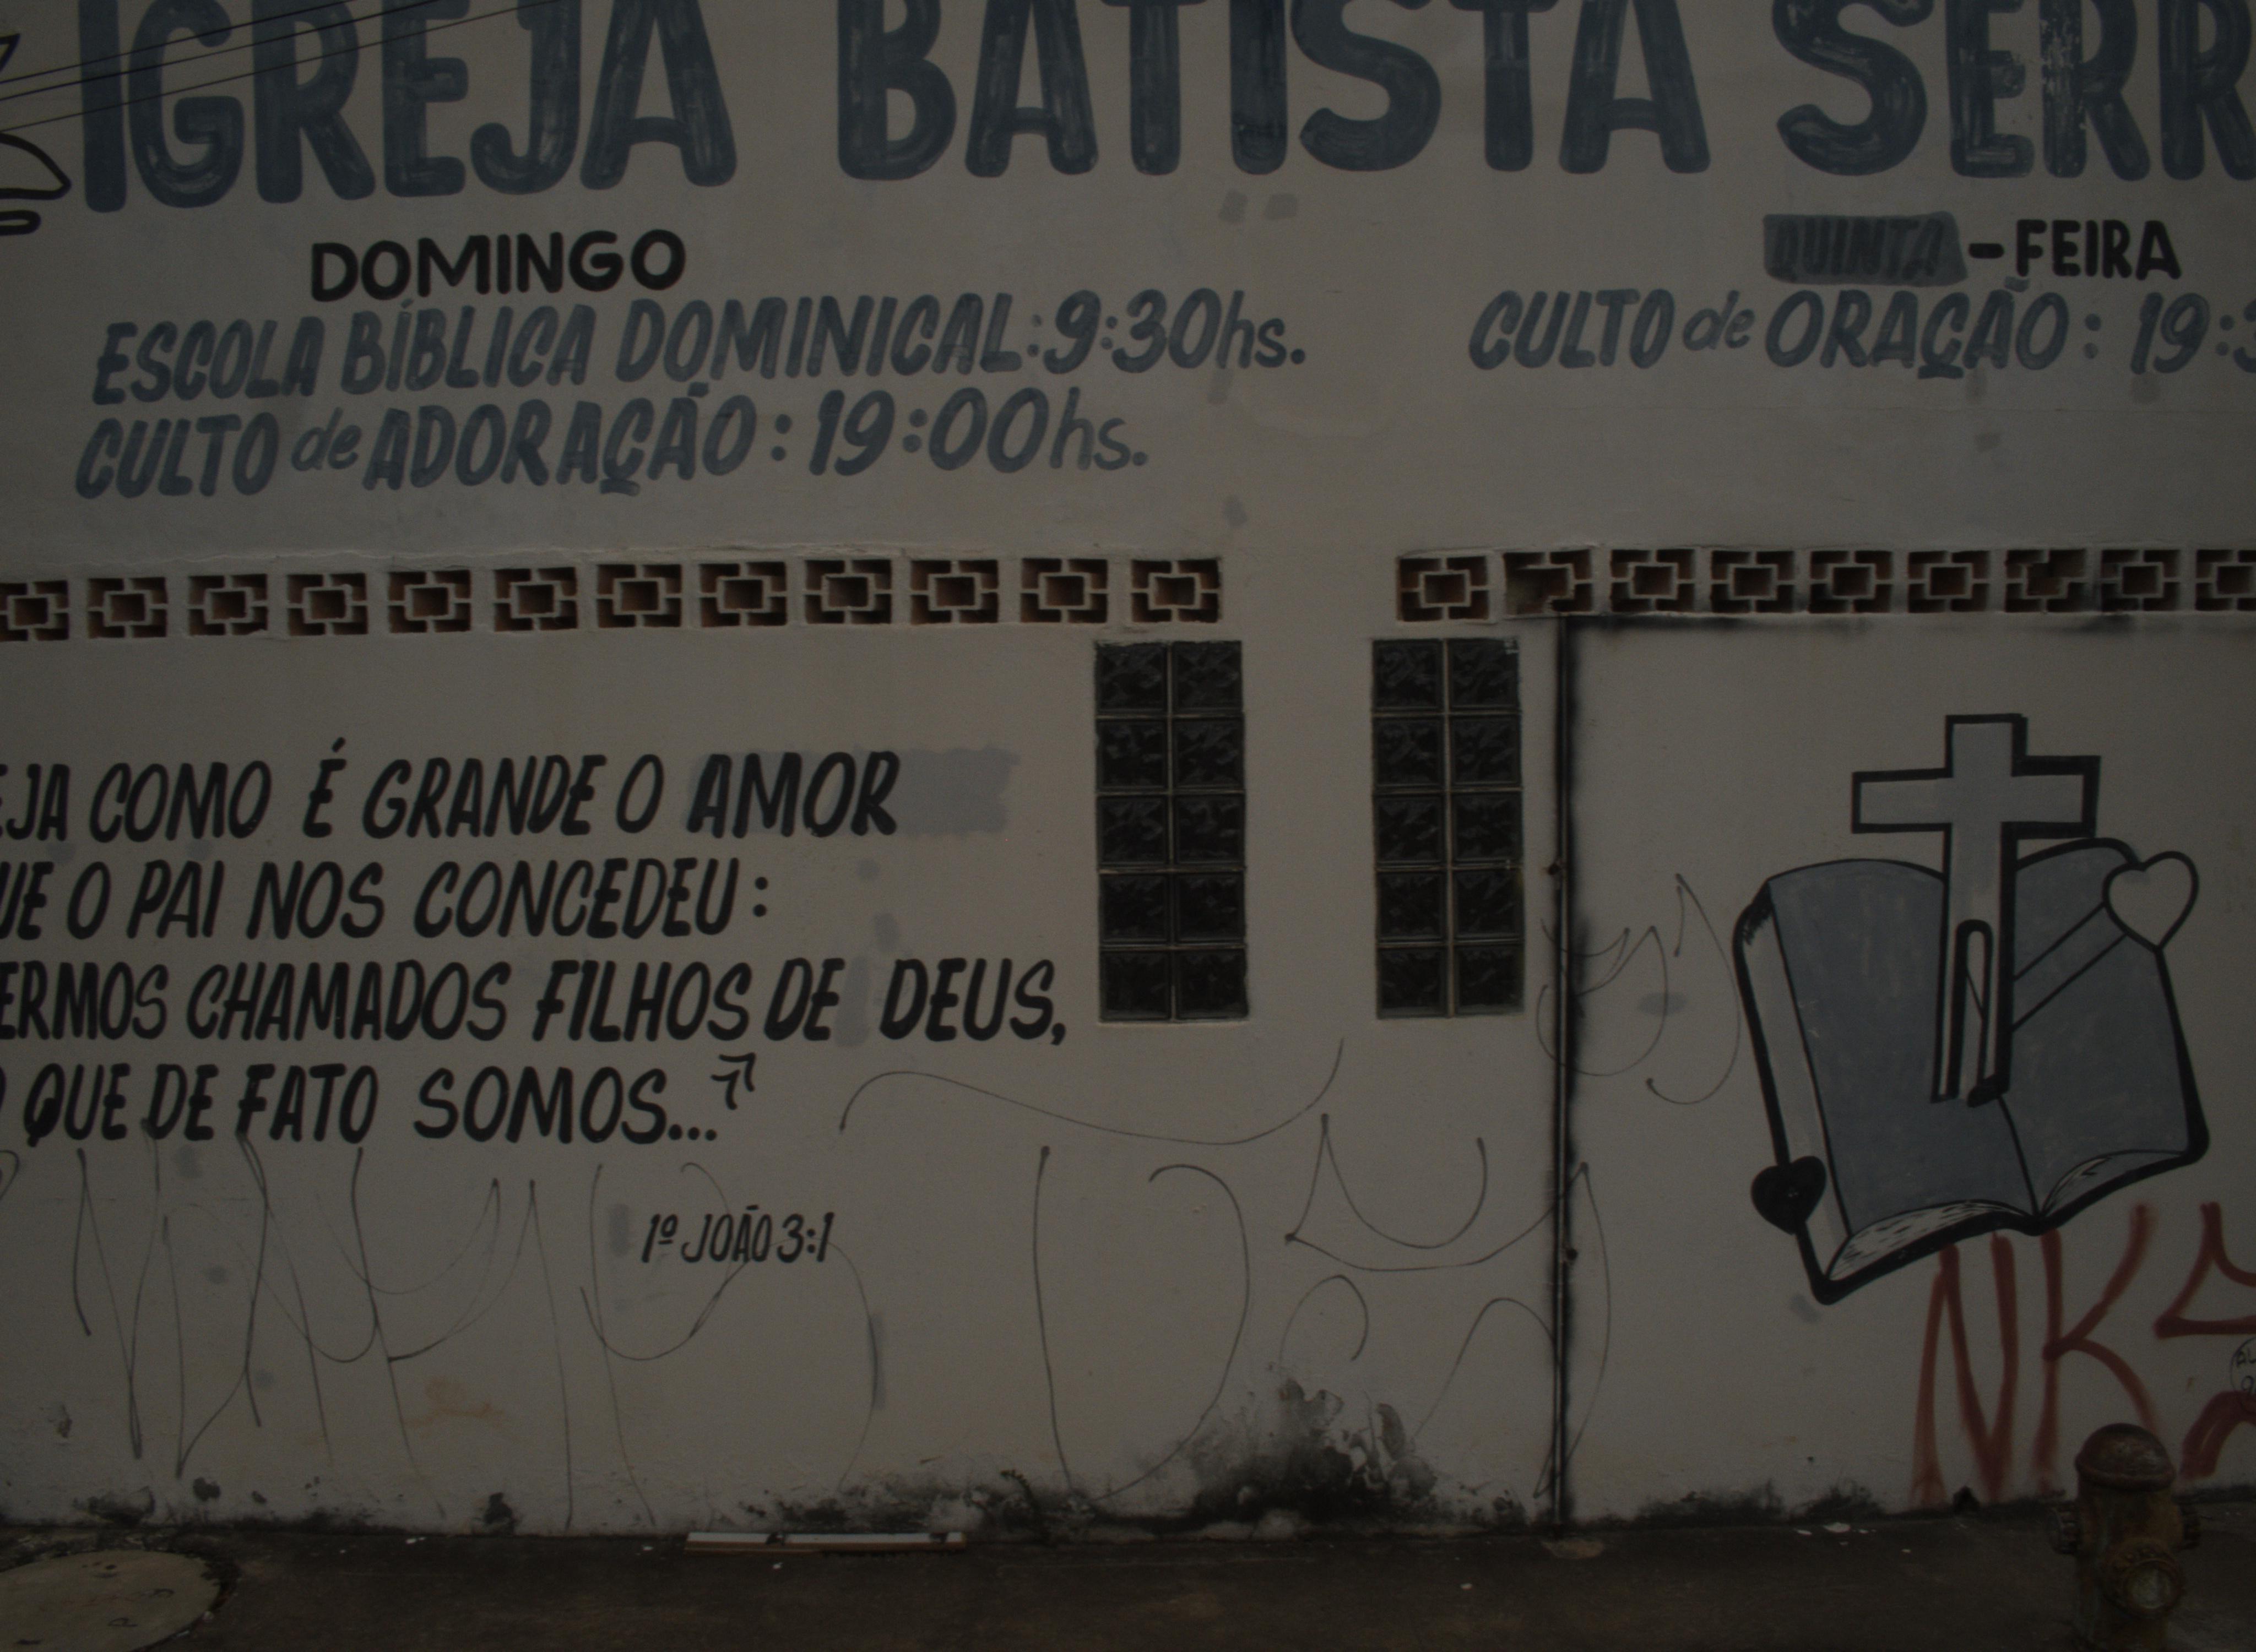 IGREJA BATISTA SERR
DOMINGO
ESCOLA BÍBLICA DOMINICAL: 9:30hs.
CULTO de ADORAÇÃO: 19:00hs.
QUINTA-FEIRA
CULTO de ORAÇÃO: 19:3
EJA COMO É GRANDE O AMOR
UE O PAI NOS CONCEDEU:
ERMOS CHAMADOS FILHOS DE DEUS,
O QUE DE FATO SOMOS...
1º JOÃO 3:1
NK